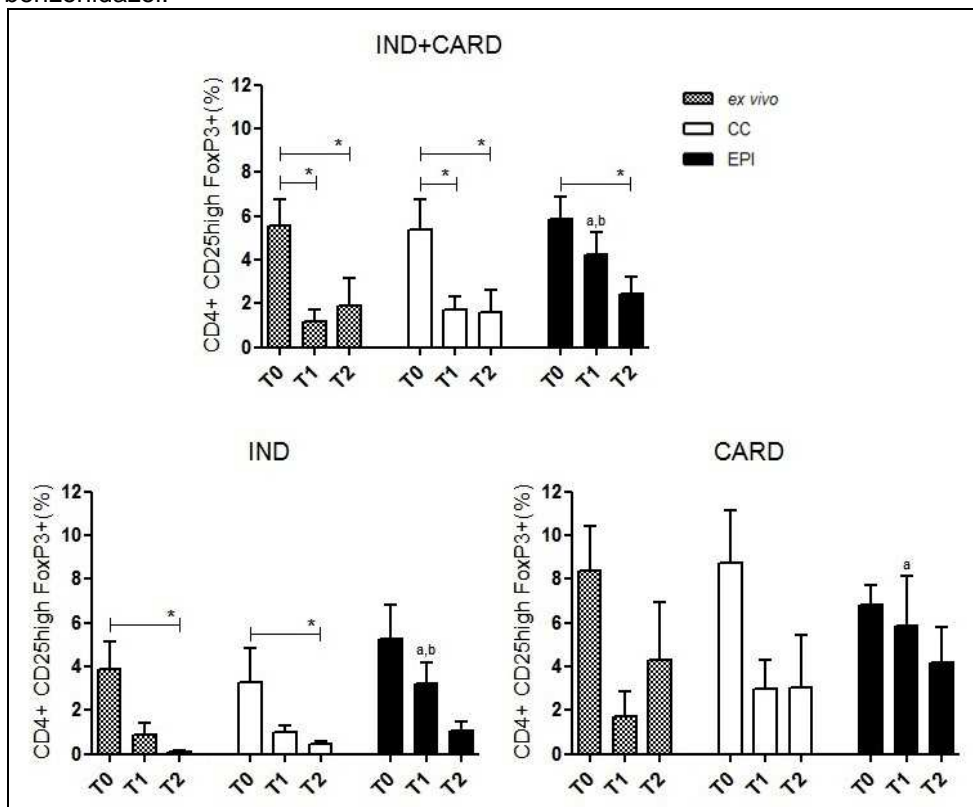 benzonidazol.
IND+CARD
CD4+ CD25high FoxP3+(%)
12
10
8
6
4
2
0
* * * * *
a,b
T0 T1 T2 T0 T1 T2 T0 T1 T2
ex vivo
CC
EPI
IND
CD4+ CD25high FoxP3+(%)
12
10
8
6
4
2
0
* *
a,b
T0 T1 T2 T0 T1 T2 T0 T1 T2
CARD
CD4+ CD25high FoxP3+(%)
12
10
8
6
4
2
0
a
T0 T1 T2 T0 T1 T2 T0 T1 T2